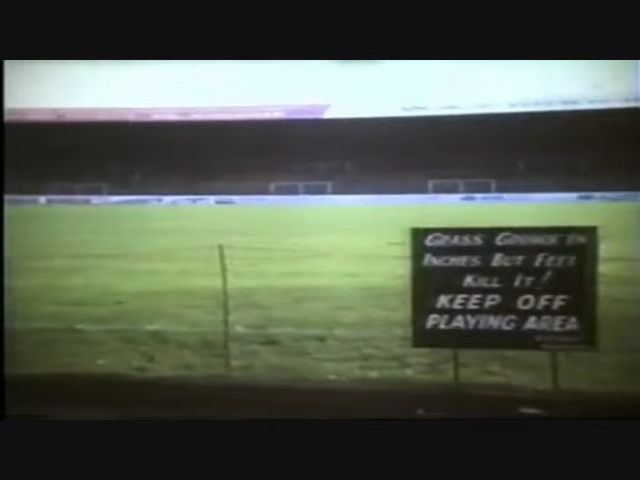 GRASS GROWS IN
INCHES BUT FEET
KILL IT!
KEEP OFF
PLAYING AREA